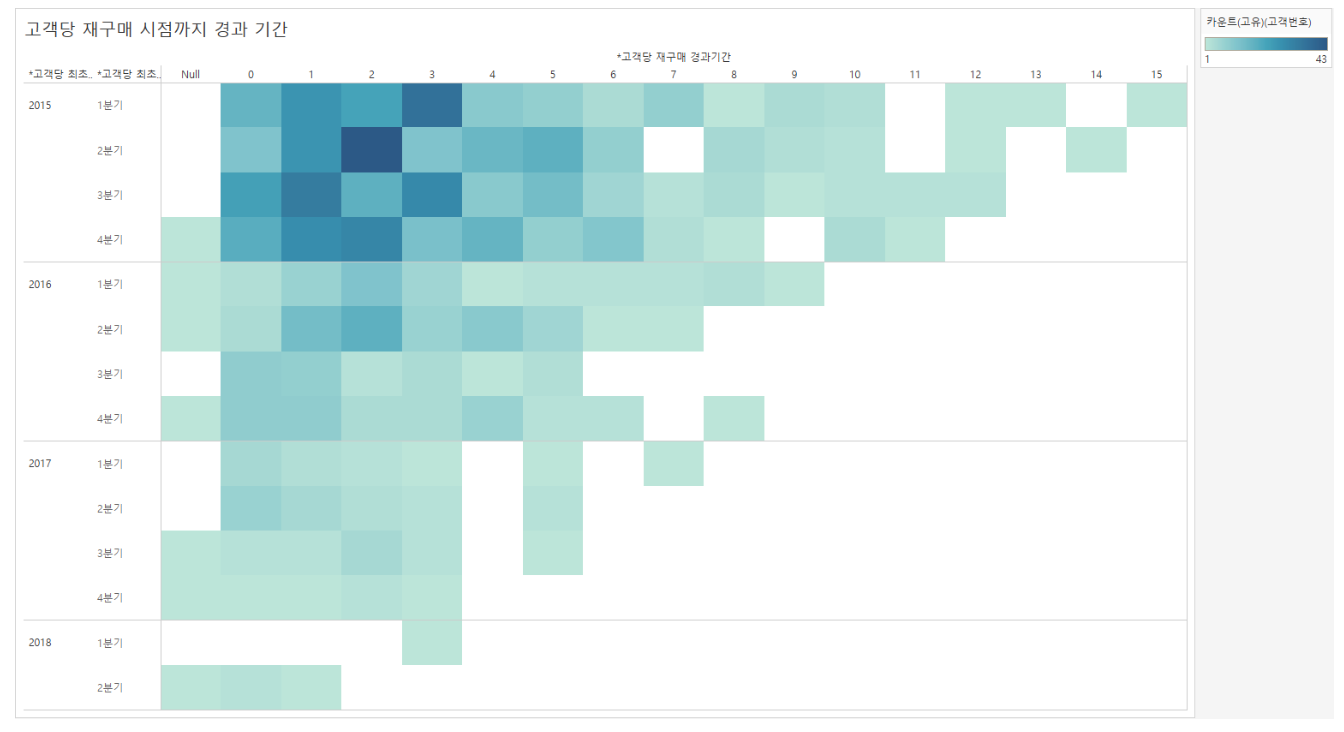 고객당 재구매 시점까지 경과 기간
카운트(고유)(고객번호)
1 43
*고객당 재구매 경과기간
*고객당 최초.. *고객당 최초.. Null 0 1 2 3 4 5 6 7 8 9 10 11 12 13 14 15
2015 1분기
2분기
3분기
4분기
2016 1분기
2분기
3분기
4분기
2017 1분기
2분기
3분기
4분기
2018 1분기
2분기